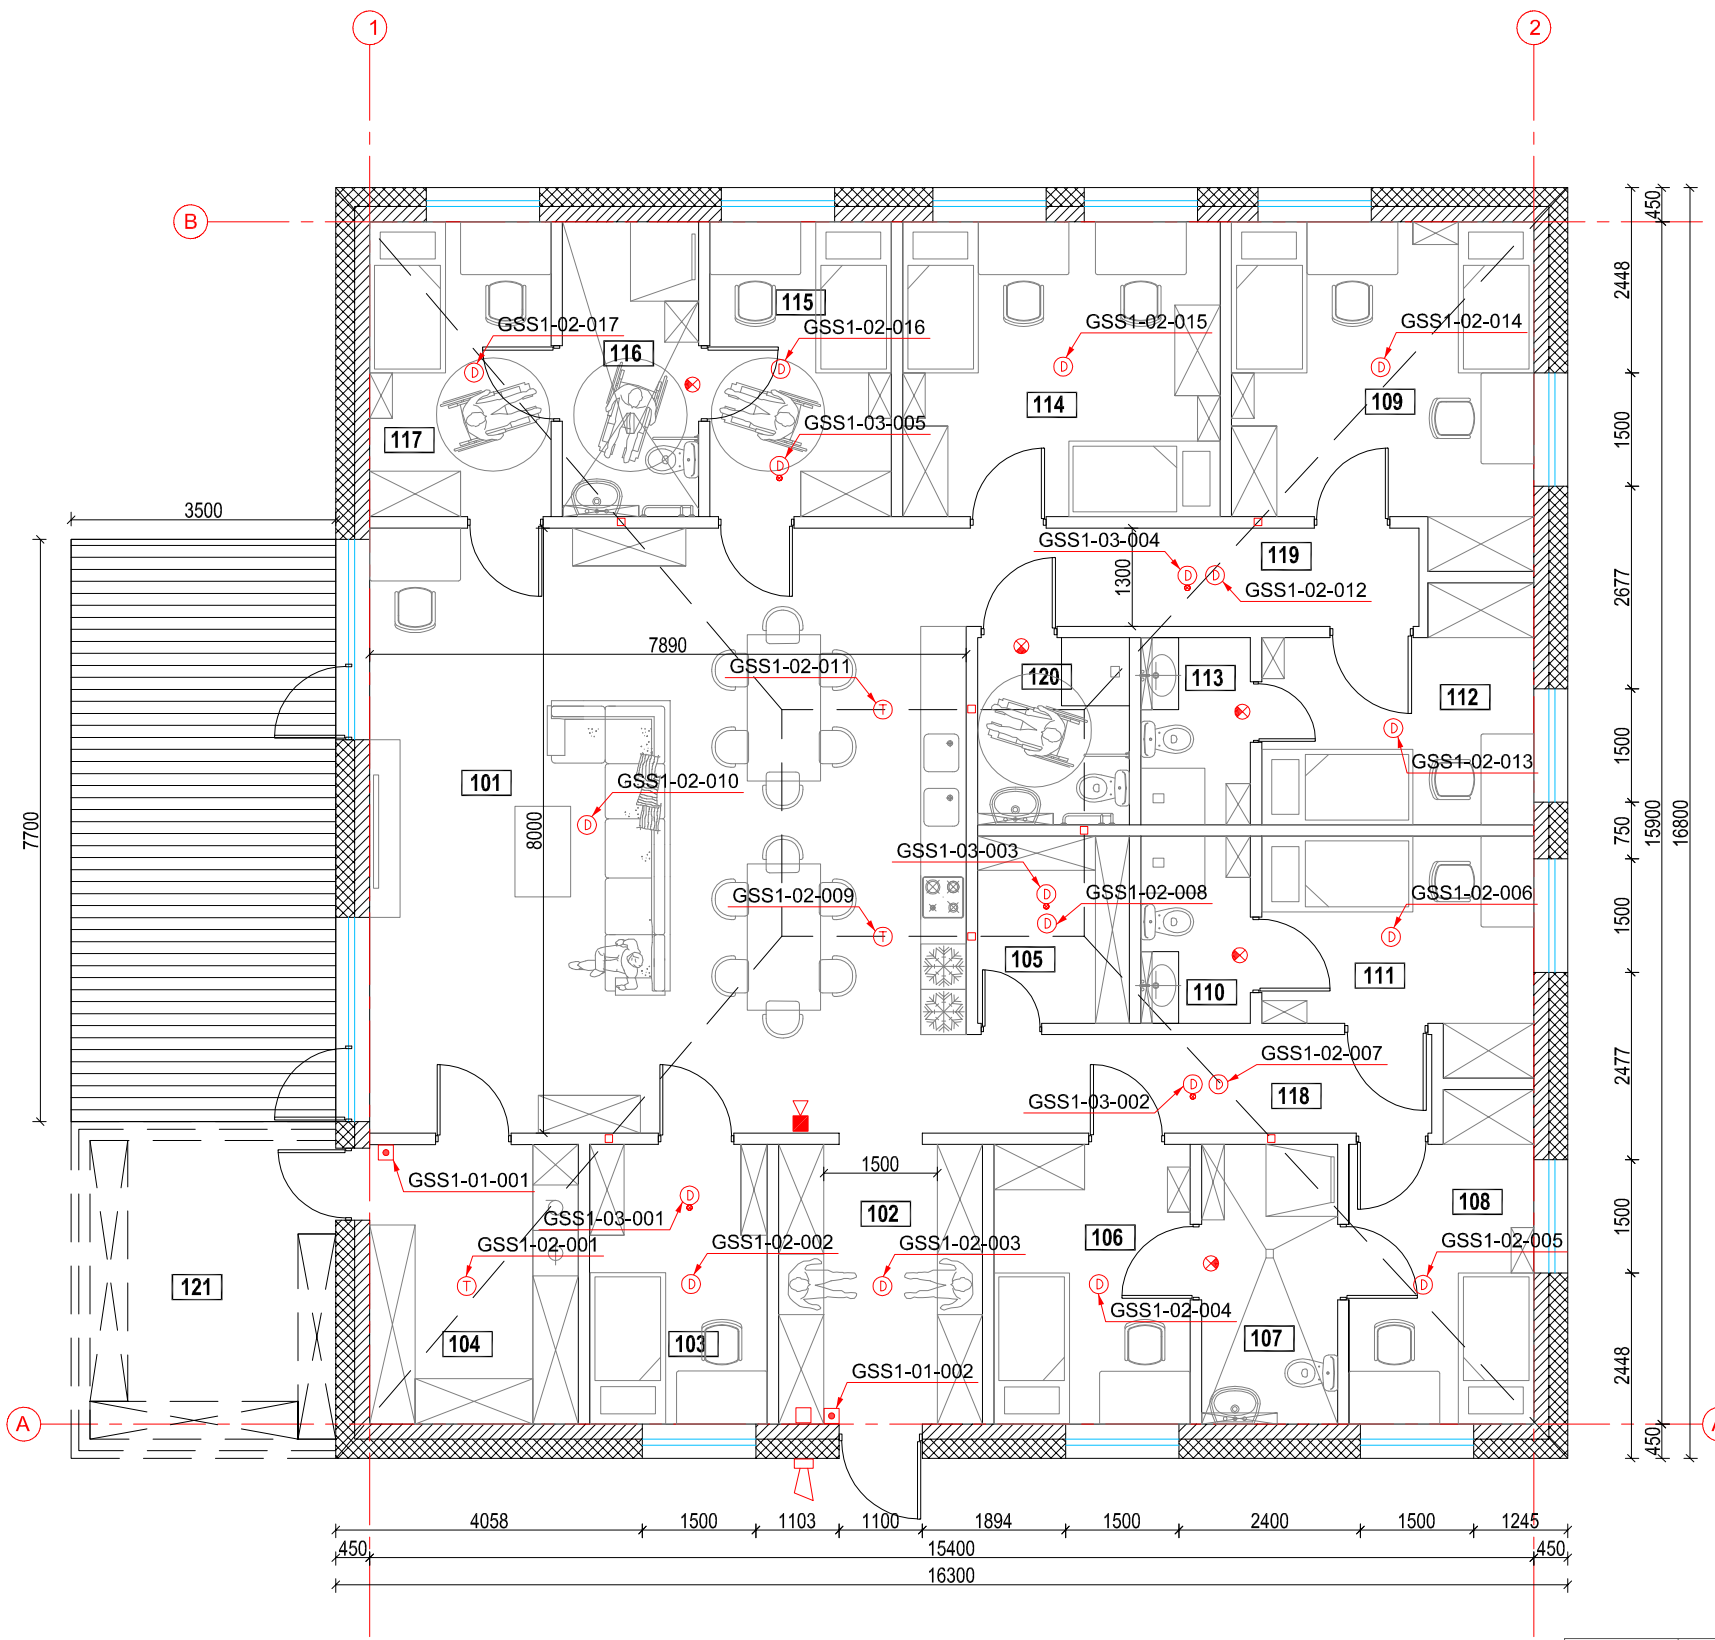 1
2
B
450
2448
GSS1-02-017
GSS1-02-016
GSS1-02-015
GSS1-02-014
115
116
D
D
D
D
109
114
GSS1-03-005
117
D
1500
3500
GSS1-03-004
119
1300
D
D
GSS1-02-012
2677
7890
GSS1-02-011
120
113
112
T
D
GSS1-02-013
1500
D
101
GSS1-02-010
D
D
7700
8000
750
15900
16800
GSS1-03-003
GSS1-02-009
D
GSS1-02-008
GSS1-02-006
D
D
T
D
1500
105
111
110
GSS1-02-007
2477
D
D
118
GSS1-03-002
GSS1-01-001
1500
GSS1-03-001
D
102
108
1500
106
GSS1-02-001
GSS1-02-002
GSS1-02-003
GSS1-02-005
121
T
D
D
D
D
GSS1-02-004
104
103
107
2448
GSS1-01-002
A
A
450
4058
1500
1103
1100
1894
1500
2400
1500
1245
450
15400
450
16300